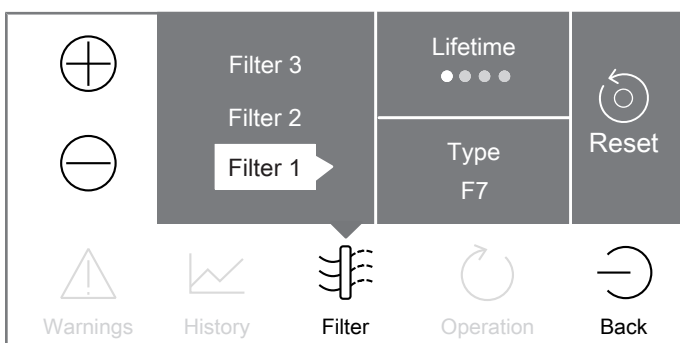 Filter 3
Filter 2
Filter 1
Lifetime
Type
F7
Reset
Warnings
History
Filter
Operation
Back